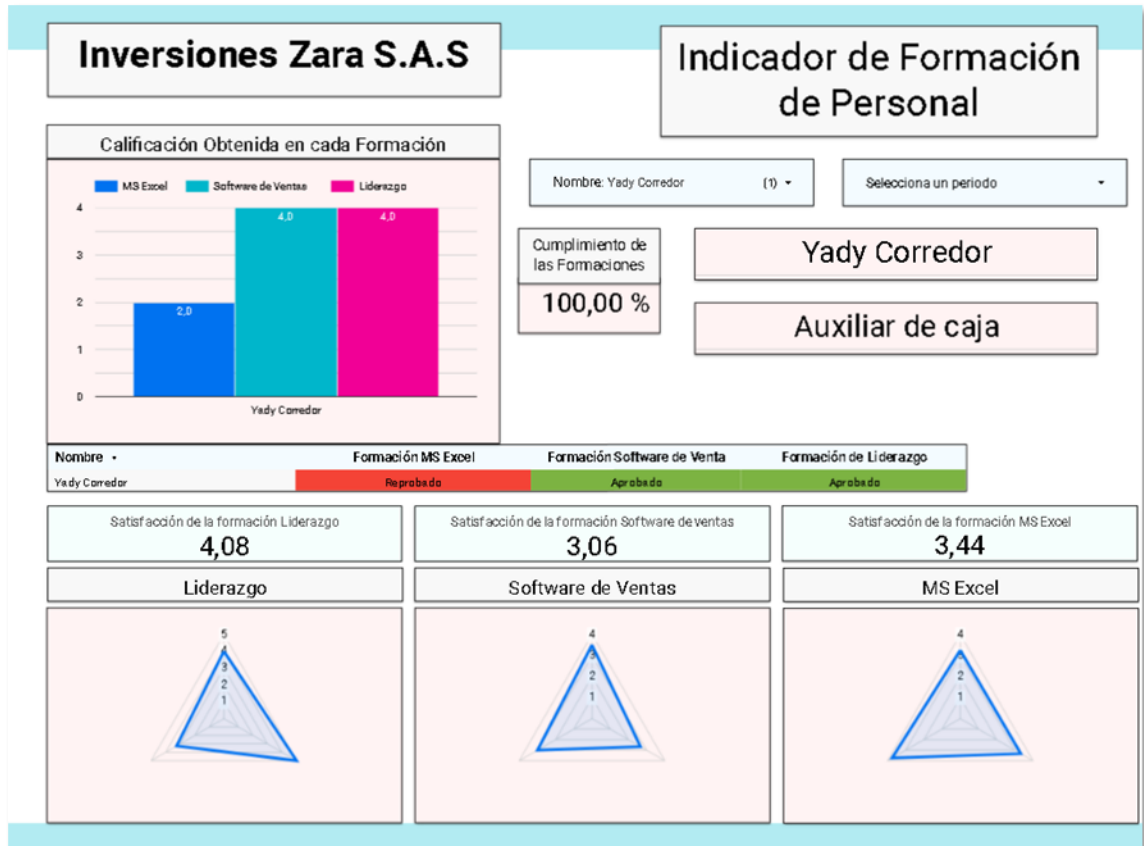 Inversiones Zara S.A.S
Indicador de Formación
de Personal
Calificación Obtenida en cada Formación
MS Excel Software de Ventas Liderazgo
4
3
2
1
0
2,0
4,0
4,0
Yady Corredor
Nombre: Yady Corredor (1)
Selecciona un periodo
Cumplimiento de
las Formaciones
100,00 %
Yady Corredor
Auxiliar de caja
Nombre Formación MS Excel Formación Software de Venta Formación de Liderazgo
Yady Corredor Reprobado Aprobado Aprobado
Satisfacción de la formación Liderazgo
4,08
Satisfacción de la formación Software de ventas
3,06
Satisfacción de la formación MS Excel
3,44
Liderazgo
Software de Ventas
MS Excel
5
4
3
2
1
4
3
2
1
4
3
2
1